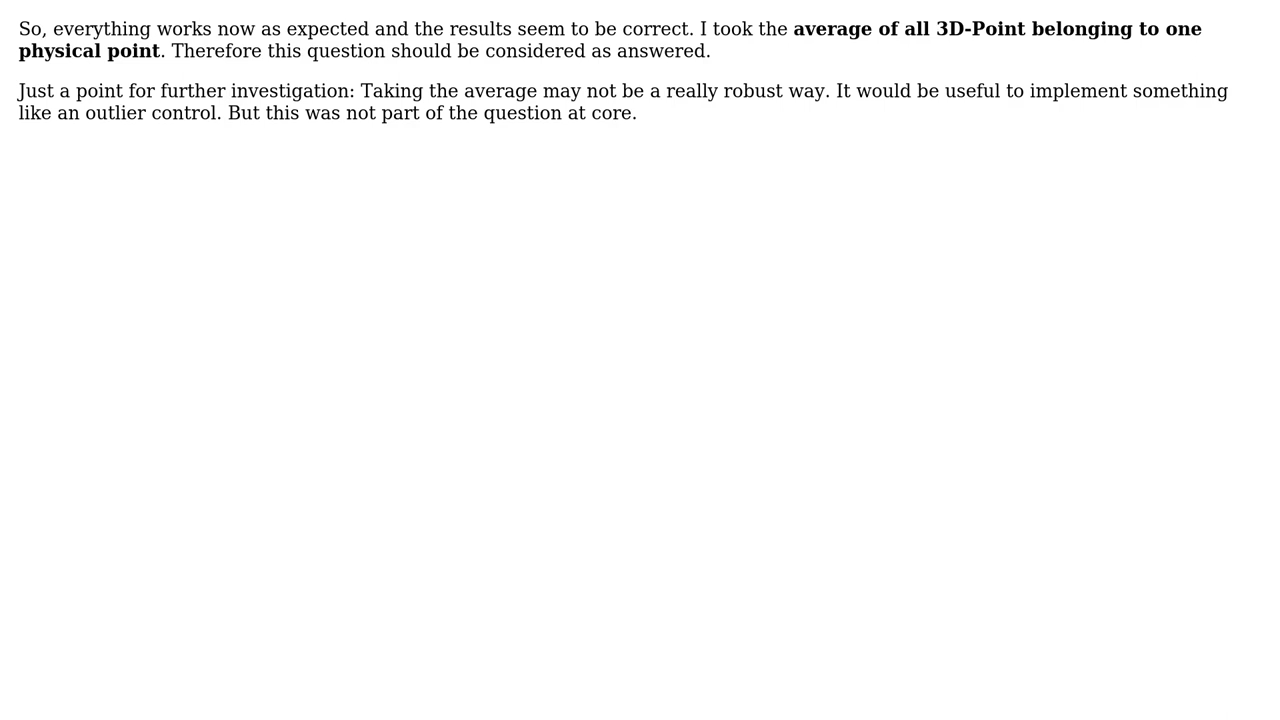 So, everything works now as expected and the results seem to be correct. I took the average of all 3D-Point belonging to one
physical point. Therefore this question should be considered as answered.
Just a point for further investigation: Taking the average may not be a really robust way. It would be useful to implement something
like an outlier control. But this was not part of the question at core.